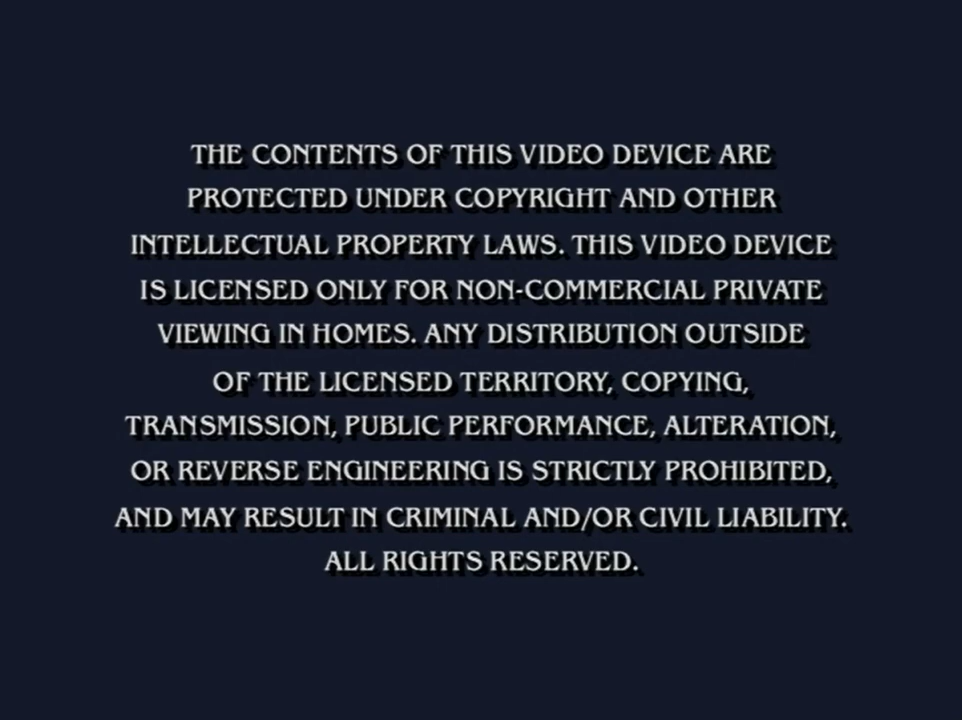 THE CONTENTS OF THIS VIDEO DEVICE ARE
PROTECTED UNDER COPYRIGHT AND OTHER
INTELLECTUAL PROPERTY LAWS. THIS VIDEO DEVICE
IS LICENSED ONLY FOR NON-COMMERCIAL PRIVATE
VIEWING IN HOMES. ANY DISTRIBUTION OUTSIDE
OF THE LICENSED TERRITORY, COPYING,
TRANSMISSION, PUBLIC PERFORMANCE, ALTERATION,
OR REVERSE ENGINEERING IS STRICTLY PROHIBITED,
AND MAY RESULT IN CRIMINAL AND/OR CIVIL LIABILITY.
ALL RIGHTS RESERVED.